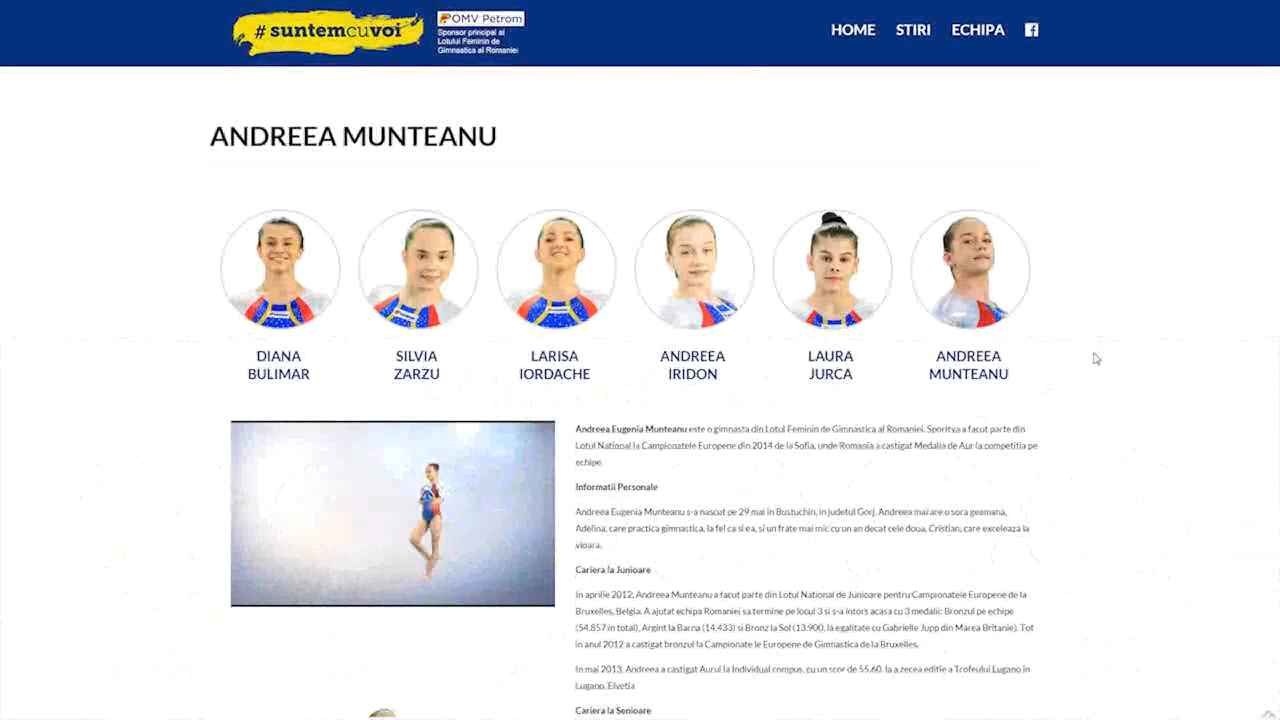 # suntemcuvoi
OMV Petrom
Sponsor principal al
Lotului Feminin de
Gimnastica al Romaniei
HOME STIRI ECHIPA
ANDREEA MUNTEANU
DIANA
BULIMAR
SILVIA
ZARZU
LARISA
IORDACHE
ANDREEA
IRIDON
LAURA
JURCA
ANDREEA
MUNTEANU
Andreea Eugenia Munteanu este o gimnasta din Lotul Feminin de Gimnastica al Romaniei. Sportiva a facut parte din
Lotul National la Campionatele Europene din 2014 de la Sofia, unde Romania a castigat Medalia de Aur la competitia pe
echipe.
Informatii Personale
Andreea Eugenia Munteanu s-a nascut pe 29 mai in Bustuchin, in judetul Gorj. Andreea mai are o sora geamana,
Adelina, care practica gimnastica, la fel ca si ea, si un frate mai mic cu un an decat cele doua, Cristian, care exceleaza la
vioara.
Cariera la Junioare
In aprilie 2012, Andreea Munteanu a facut parte din Lotul National de Junioare pentru Campionatele Europene de la
Bruxelles, Belgia. A ajutat echipa Romaniei sa termine pe locul 3 si s-a intors acasa cu 3 medalii: Bronzul pe echipe
(54.857 in total), Argint la Barna (14.433) si Bronz la Sol (13.900, la egalitate cu Gabrielle Jupp din Marea Britanie). Tot
in anul 2012 a castigat bronzul la Campionate le Europene de Gimnastica de la Bruxelles.
In mai 2013, Andreea a castigat Aurul la Individual compus, cu un scor de 55.60, la a zecea editie a Trofeului Lugano in
Lugano, Elvetia
Cariera la Senioare